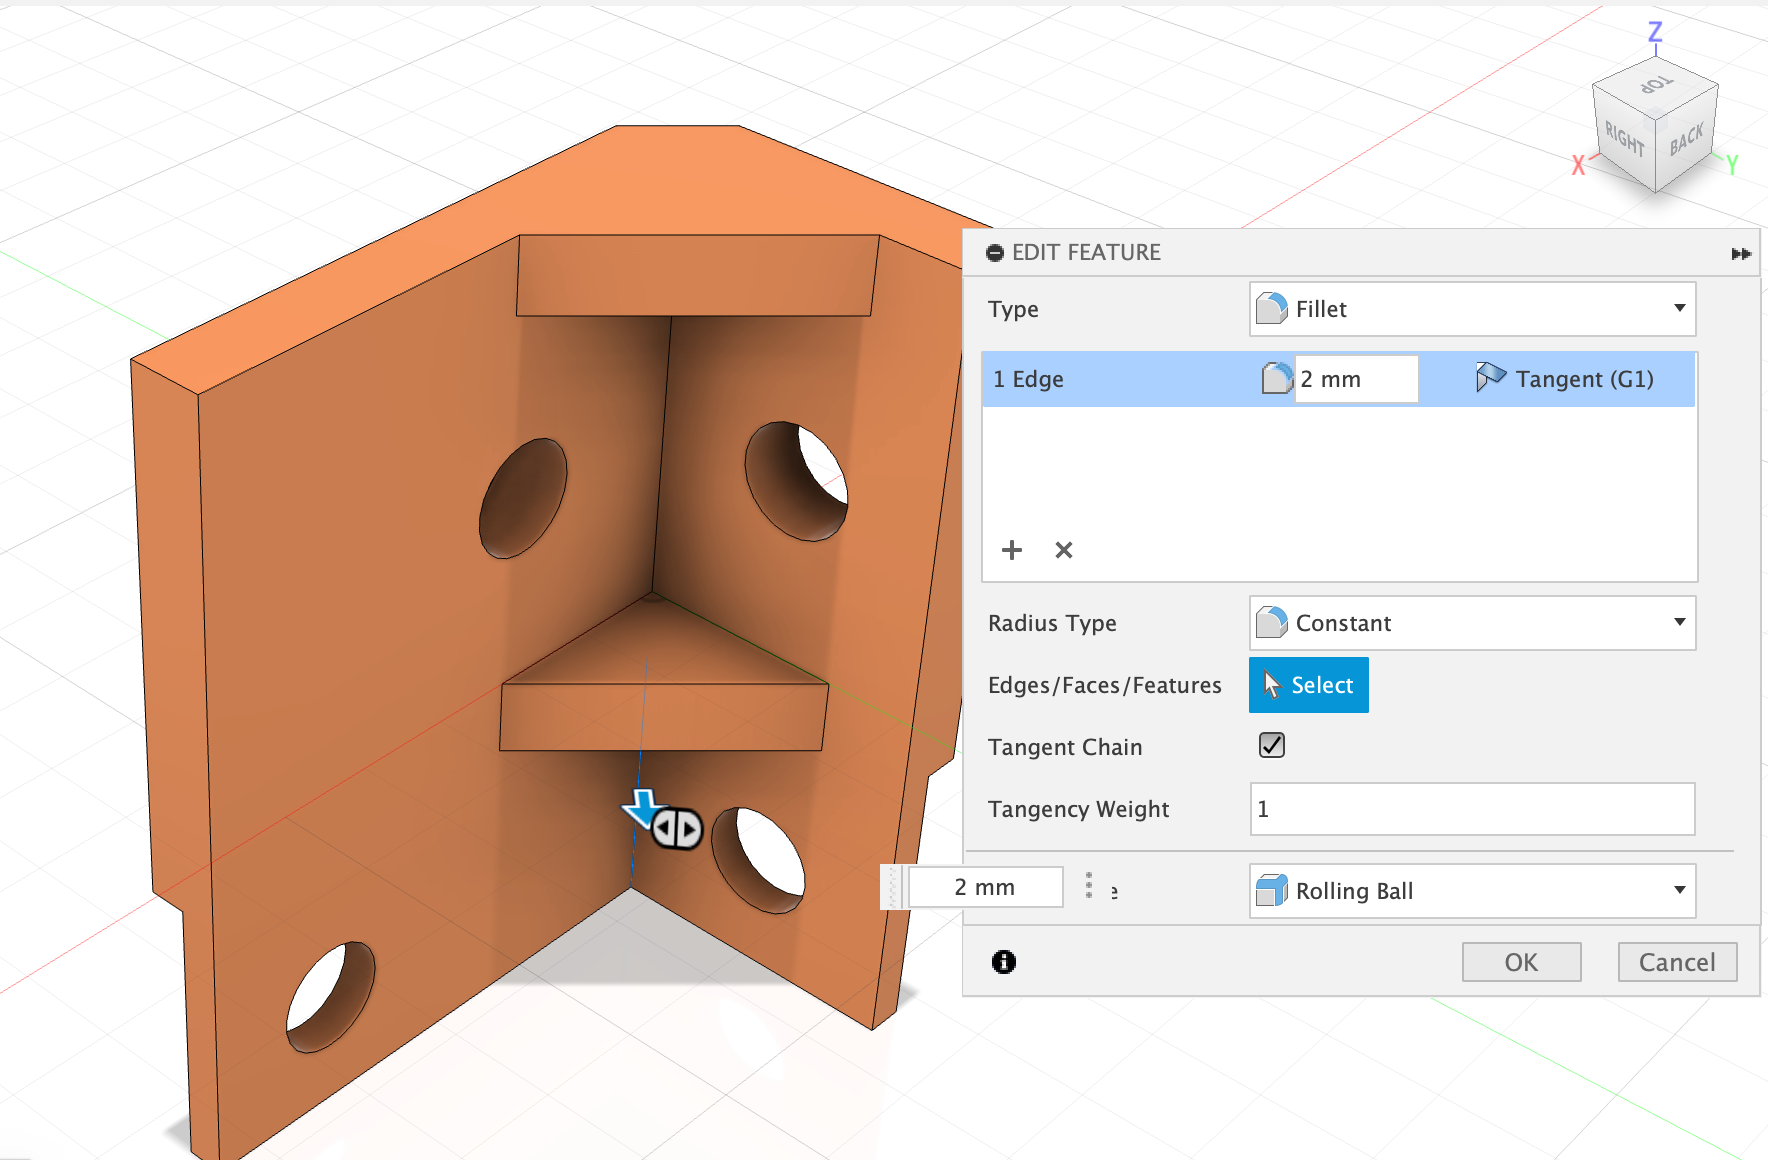 Z
TOP
RIGHT
BACK
X
Y
EDIT FEATURE
Type
Fillet
1 Edge
2 mm
Tangent (G1)
Radius Type
Constant
Edges/Faces/Features
Select
Tangent Chain
Tangency Weight
1
2 mm
e
Rolling Ball
OK
Cancel